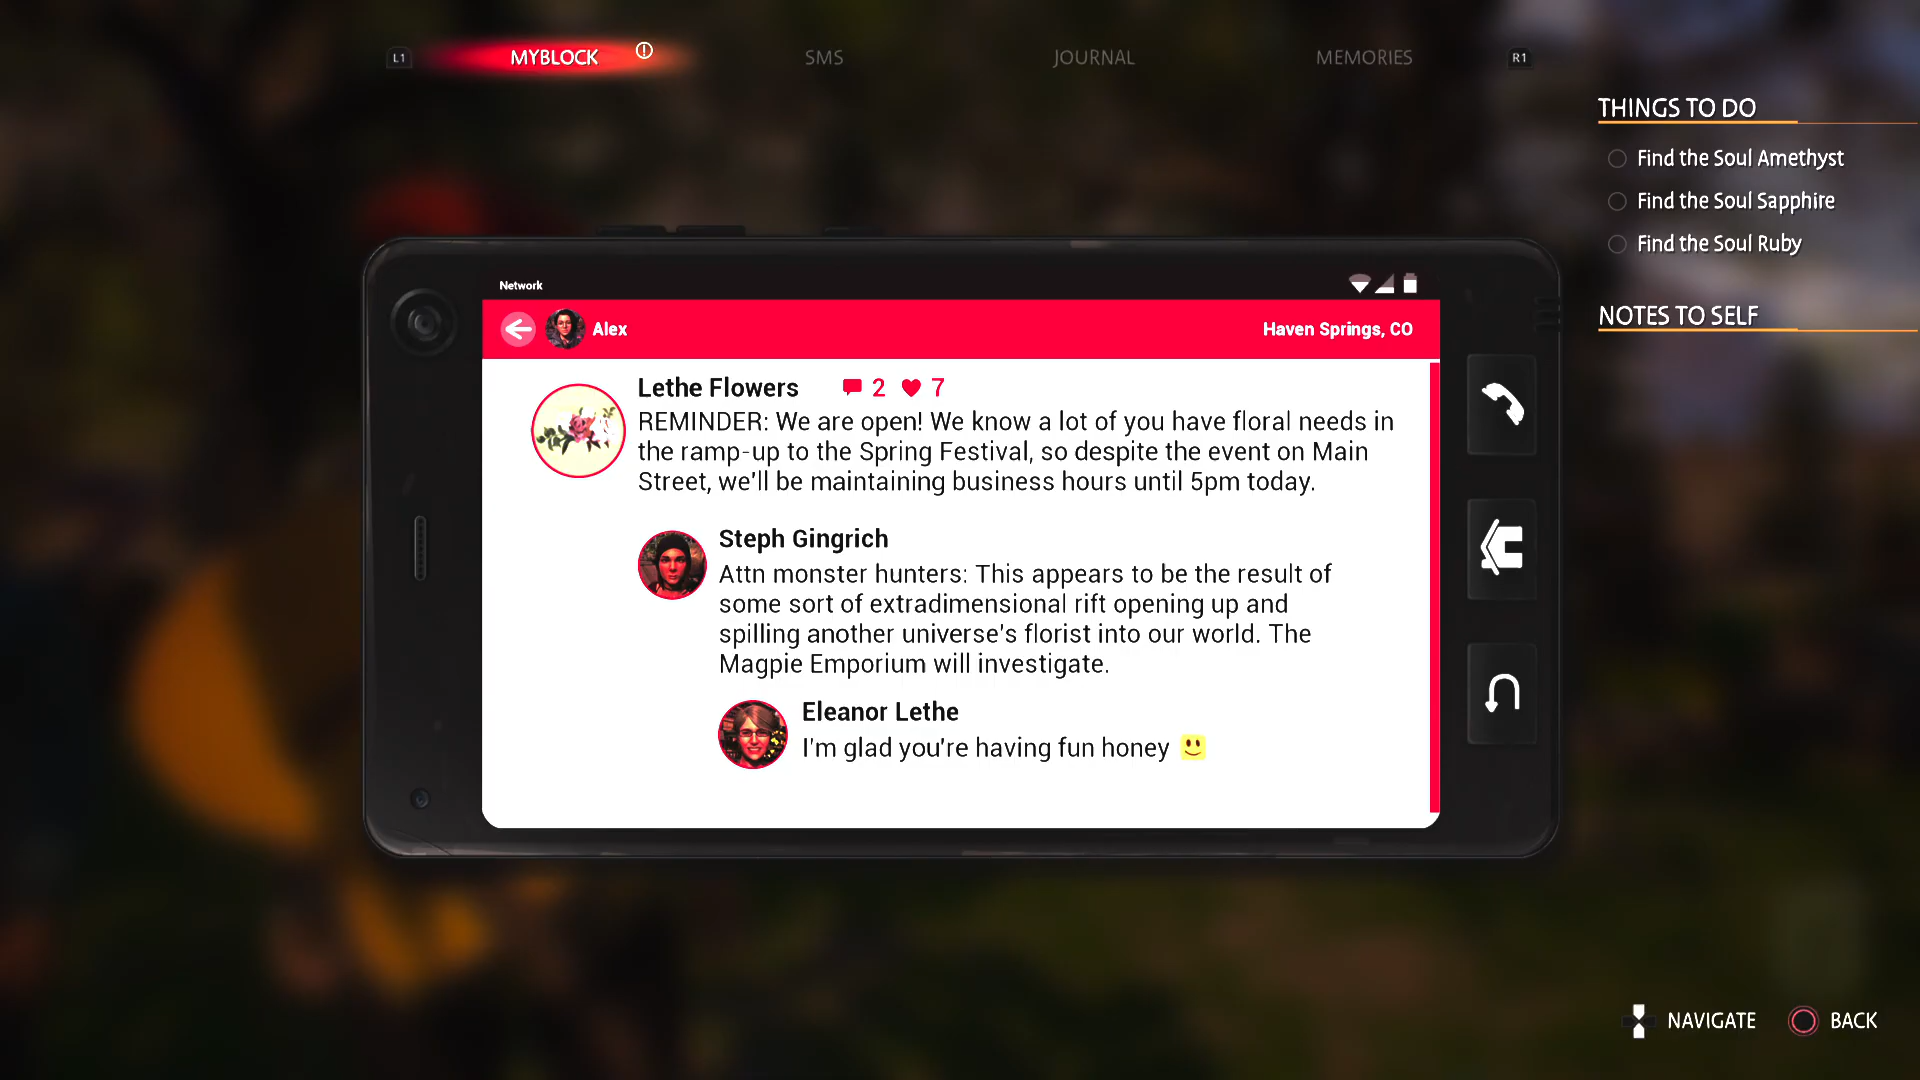 L1
MYBLOCK
SMS
JOURNAL
MEMORIES
R1
THINGS TO DO
Find the Soul Amethyst
Find the Soul Sapphire
Find the Soul Ruby
NOTES TO SELF
Network
Alex
Haven Springs, CO
Lethe Flowers 2 7
REMINDER: We are open! We know a lot of you have floral needs in
the ramp-up to the Spring Festival, so despite the event on Main
Street, we'll be maintaining business hours until 5pm today.
Steph Gingrich
Attn monster hunters: This appears to be the result of
some sort of extradimensional rift opening up and
spilling another universe's florist into our world. The
Magpie Emporium will investigate.
Eleanor Lethe
I'm glad you're having fun honey
NAVIGATE
BACK